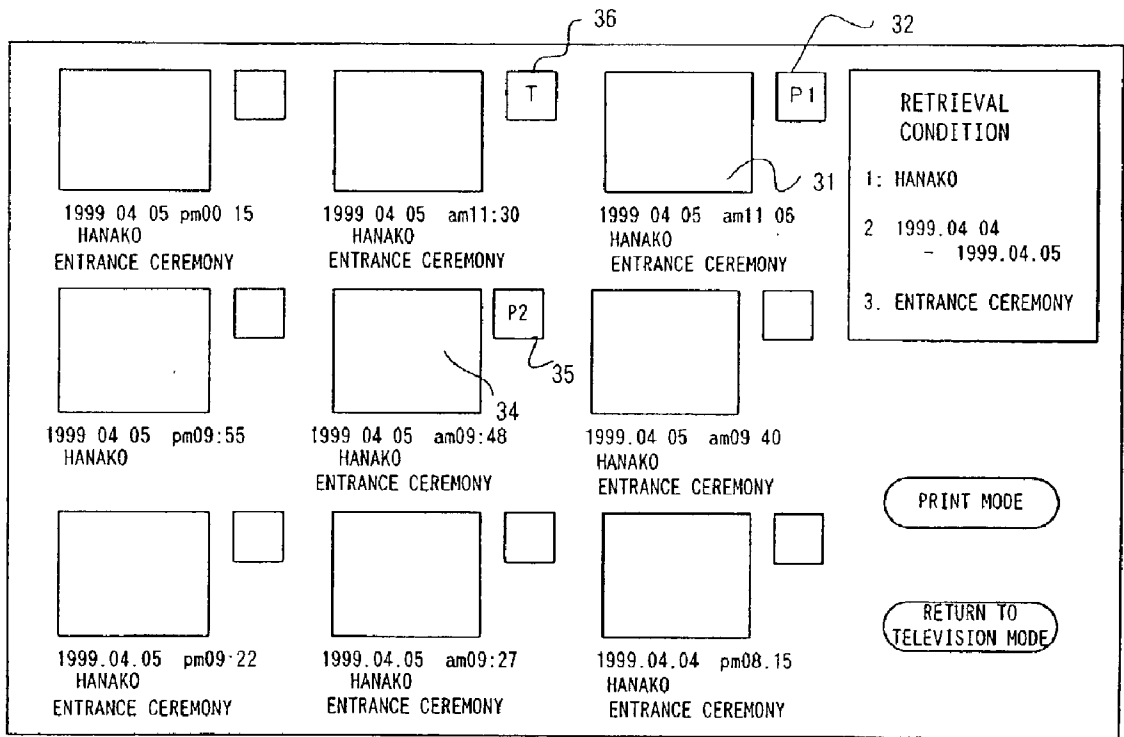 36
32
T
P1
31
1999 04 05 pm00 15
HANAKO
ENTRANCE CEREMONY
1999 04 05 am11:30
HANAKO
ENTRANCE CEREMONY
1999 04 05 am11 06
HANAKO
ENTRANCE CEREMONY
RETRIEVAL
CONDITION
1: HANAKO
2 1999.04 04
- 1999.04.05
3. ENTRANCE CEREMONY
P2
35
34
1999 04 05 pm09:55
HANAKO
1999 04 05 am09:48
HANAKO
ENTRANCE CEREMONY
1999.04 05 am09 40
HANAKO
ENTRANCE CEREMONY
PRINT MODE
RETURN TO
TELEVISION MODE
1999.04.05 pm09·22
HANAKO
ENTRANCE CEREMONY
1999.04.05 am09:27
HANAKO
ENTRANCE CEREMONY
1999.04.04 pm08.15
HANAKO
ENTRANCE CEREMONY